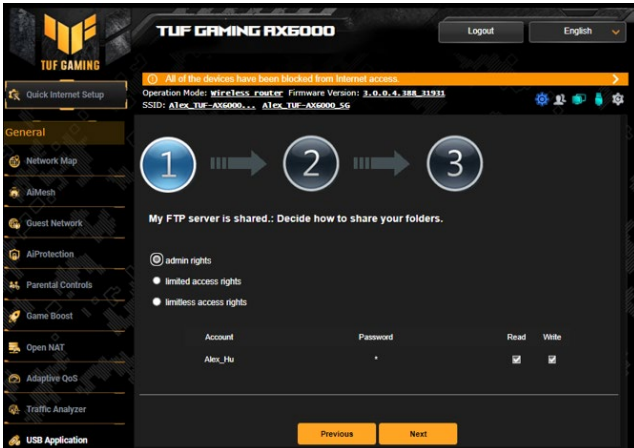 TUF GAMING AX6000
Logout
English
TUF GAMING
All of the devices have been blocked from Internet access.
Quick Internet Setup
Operation Mode: Wireless router Firmware Version: 3.0.0.4.388_31931
SSID: Alex_TUF-AX6000... Alex_TUF-AX6000_5G
General
Network Map
AiMesh
Guest Network
AiProtection
Parental Controls
Game Boost
Open NAT
Adaptive QoS
Traffic Analyzer
USB Application
1 2 3
My FTP server is shared.: Decide how to share your folders.
admin rights
limited access rights
limitless access rights
Account Password Read Write
Alex_Hu *
Previous Next